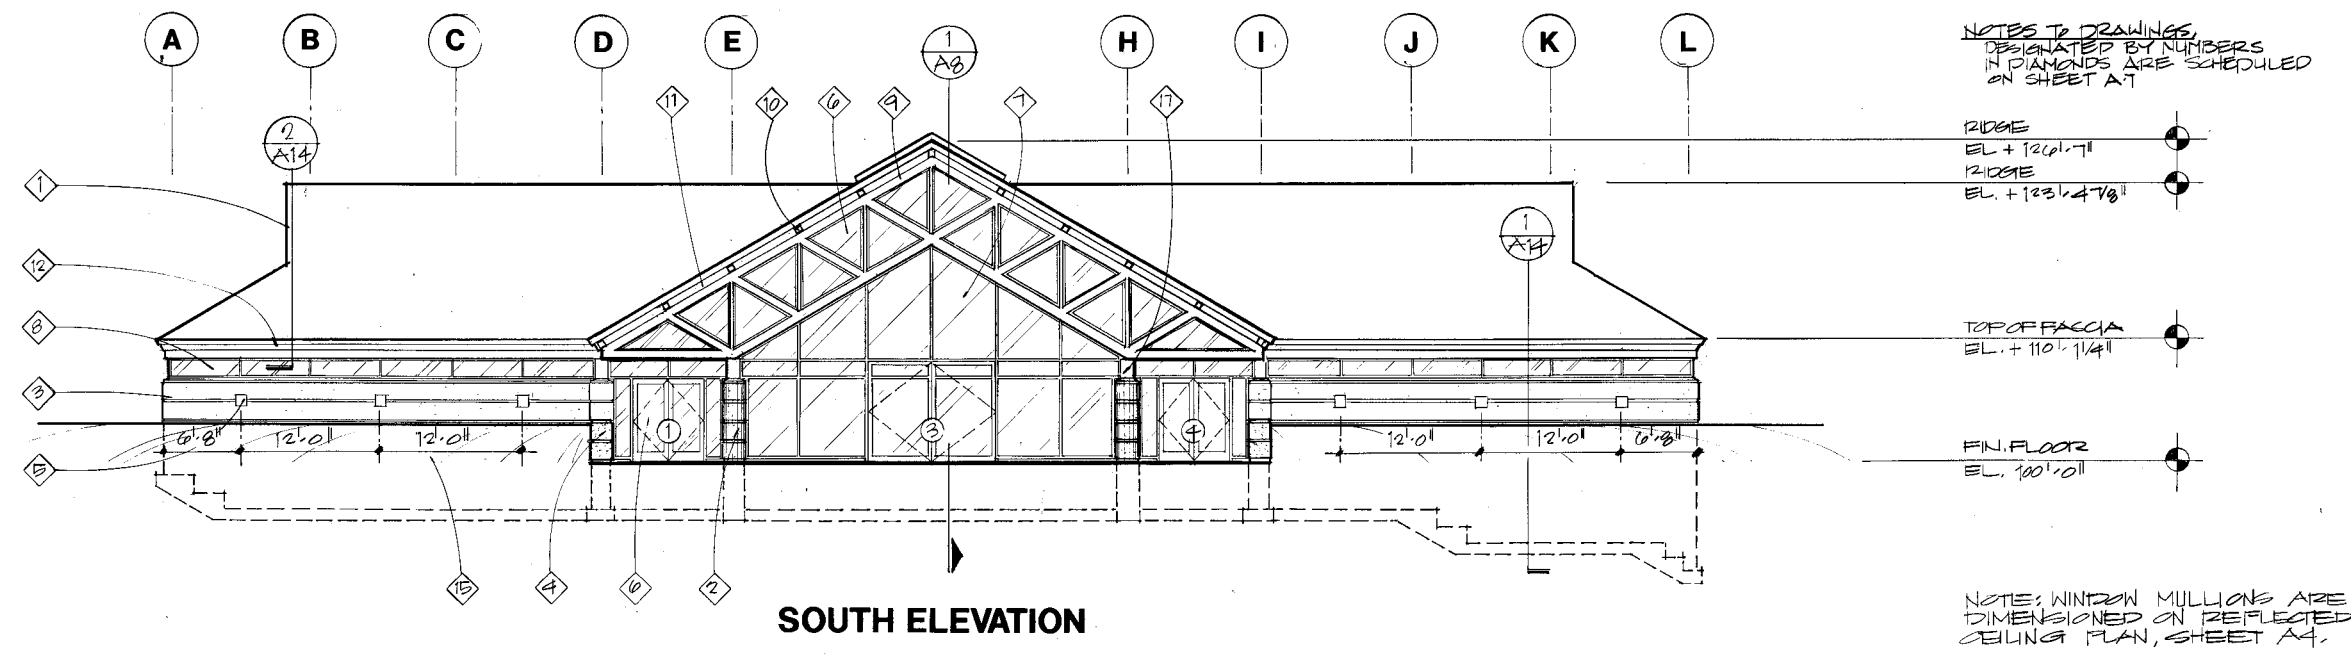 A B C D E H I J K L
1
A8
NOTES TO DRAWINGS,
DESIGNATED BY NUMBERS
IN DIAMONDS ARE SCHEDULED
ON SHEET A7
11 10 6 9 7 17
2
A14
RIDGE
EL + 126'-7"
RIDGE
EL. + 123'-4 7/8"
1
1
A14
12
8
TOP OF FASCIA
EL. + 110'-1 1/4"
3
6'-8" 12'-0" 12'-0" 1 3 4 12'-0" 12'-0" 6'-8"
FIN. FLOOR
EL. 100'-0"
5
15 4 6 2
SOUTH ELEVATION
NOTE: WINDOW MULLIONS ARE
DIMENSIONED ON REFLECTED
CEILING PLAN, SHEET A4.